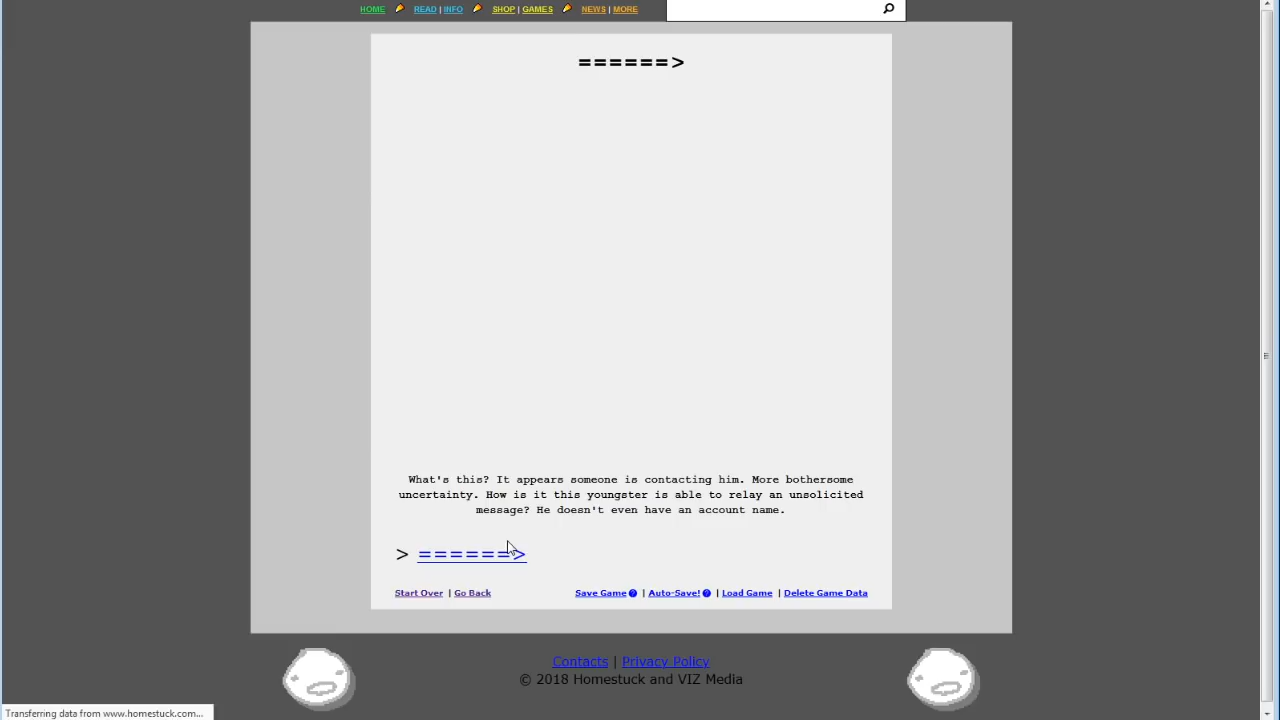 HOME READ | INFO SHOP | GAMES NEWS | MORE
======>
What's this? It appears someone is contacting him. More bothersome
uncertainty. How is it this youngster is able to relay an unsolicited
message? He doesn't even have an account name.
> ======>
Start Over | Go Back Save Game ? | Auto-Save! ? | Load Game | Delete Game Data
Contacts | Privacy Policy
© 2018 Homestuck and VIZ Media
Transferring data from www.homestuck.com...